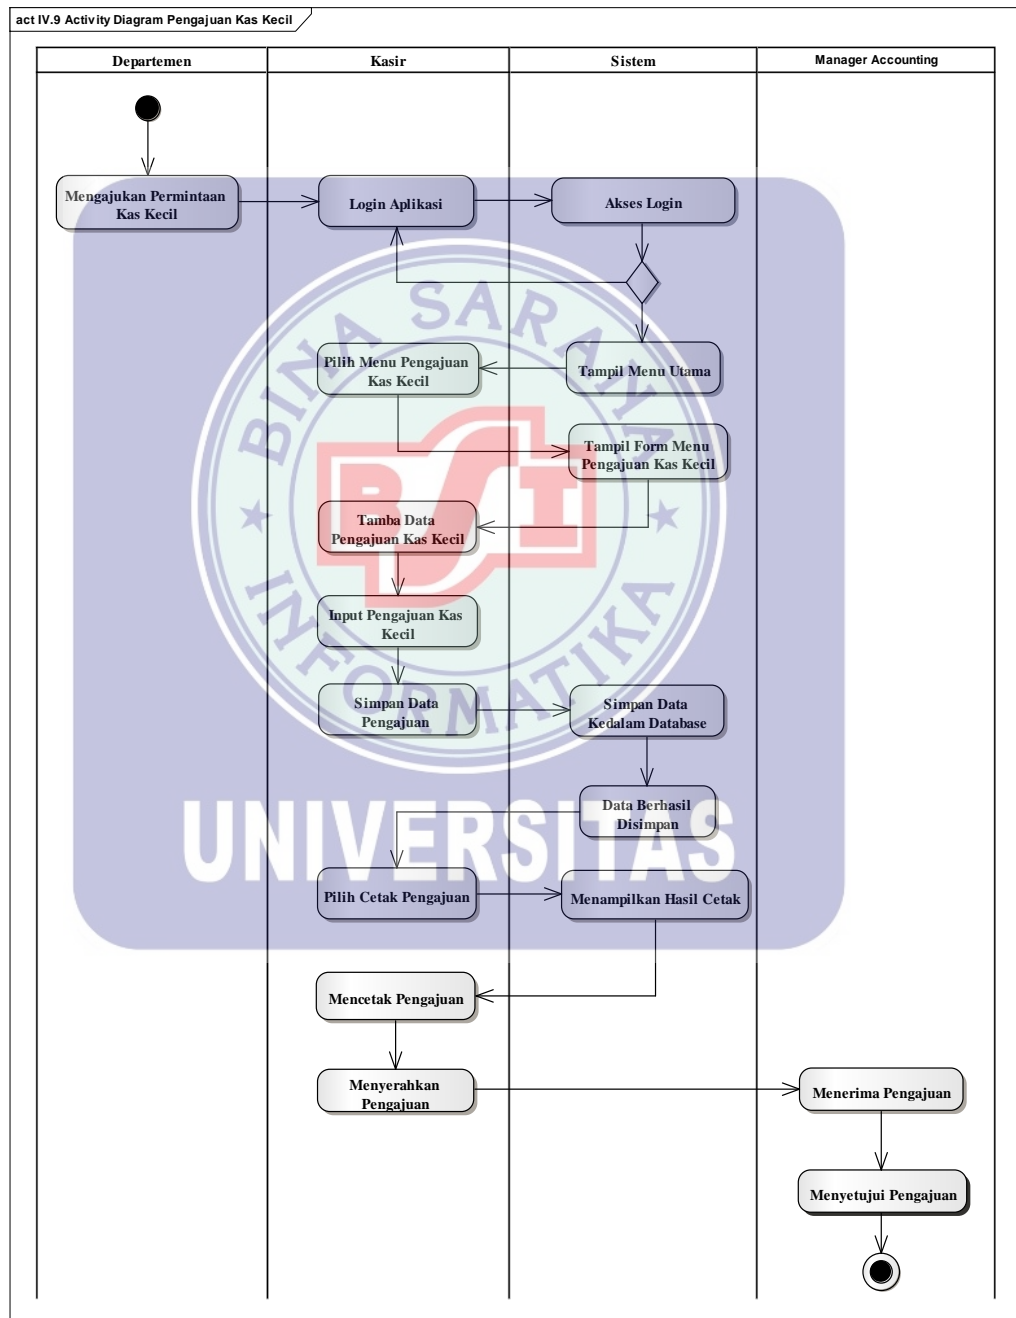 act IV.9 Activity Diagram Pengajuan Kas Kecil
Departemen
Kasir
Sistem
Manager Accounting
Mengajukan Permintaan
Kas Kecil
Login Aplikasi
Akses Login
Pilih Menu Pengajuan
Kas Kecil
Tampil Menu Utama
Tampil Form Menu
Pengajuan Kas Kecil
Tamba Data
Pengajuan Kas Kecil
Input Pengajuan Kas
Kecil
Simpan Data
Pengajuan
Simpan Data
Kedalam Database
Data Berhasil
Disimpan
Pilih Cetak Pengajuan
Menampilkan Hasil Cetak
Mencetak Pengajuan
Menyerahkan
Pengajuan
Menerima Pengajuan
Menyetujui Pengajuan
BINA SARANA
BSI
INFORMATIKA
UNIVERSITAS